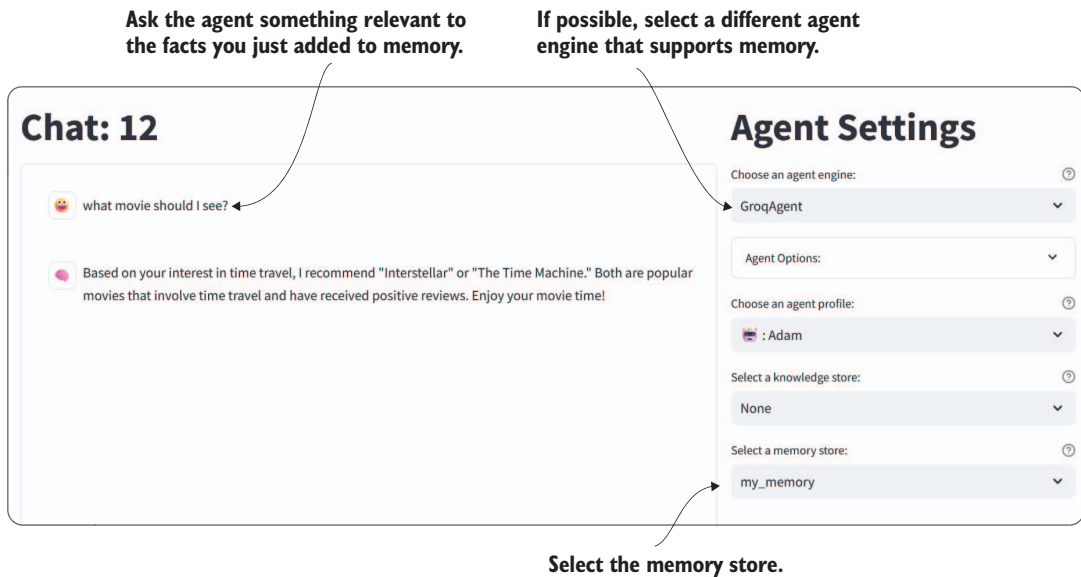 Ask the agent something relevant to
the facts you just added to memory.
If possible, select a different agent
engine that supports memory.
Chat: 12
what movie should I see?
Based on your interest in time travel, I recommend "Interstellar" or "The Time Machine." Both are popular
movies that involve time travel and have received positive reviews. Enjoy your movie time!
Agent Settings
Choose an agent engine:
GroqAgent
Agent Options:
Choose an agent profile:
: Adam
Select a knowledge store:
None
Select a memory store:
my_memory
Select the memory store.